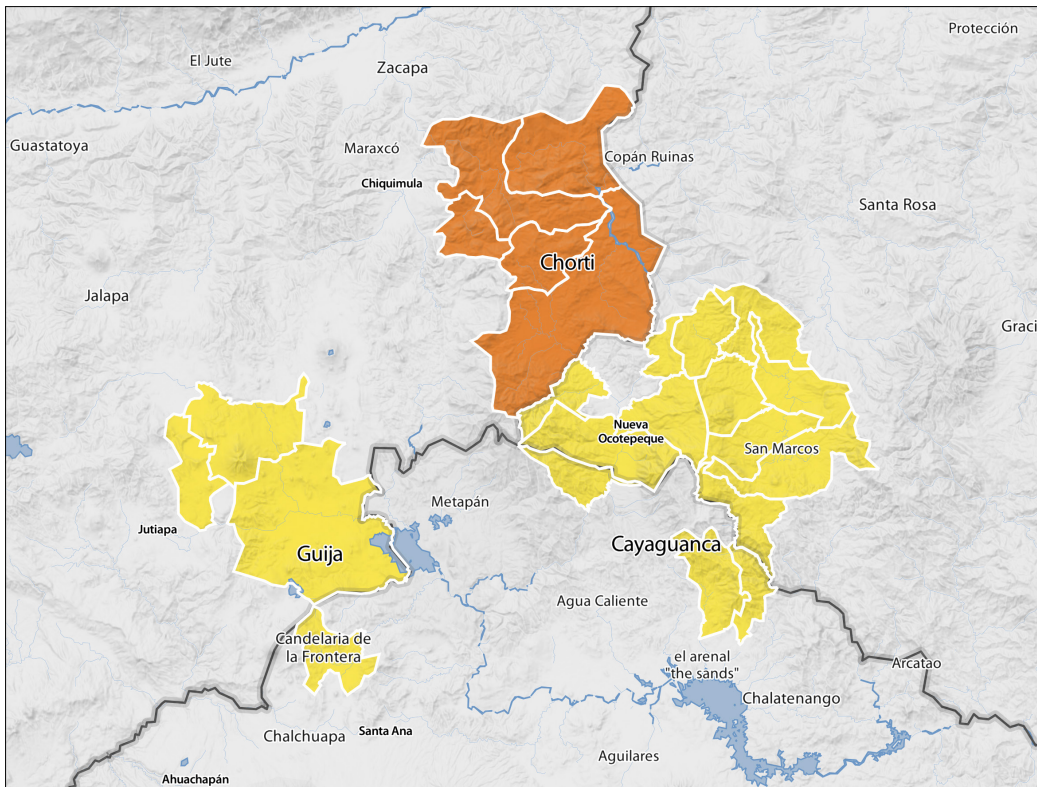 Protección
El Jute
Zacapa
Guastatoya
Maraxcó
Copán Ruinas
Chiquimula
Santa Rosa
Chorti
Jalapa
Graci
Nueva
Ocotepeque
San Marcos
Metapán
Jutiapa
Guija
Cayaguanca
Agua Caliente
Candelaria de
la Frontera
el arenal
"the sands"
Arcatao
Chalatenango
Santa Ana
Chalchuapa
Aguilares
Ahuachapán